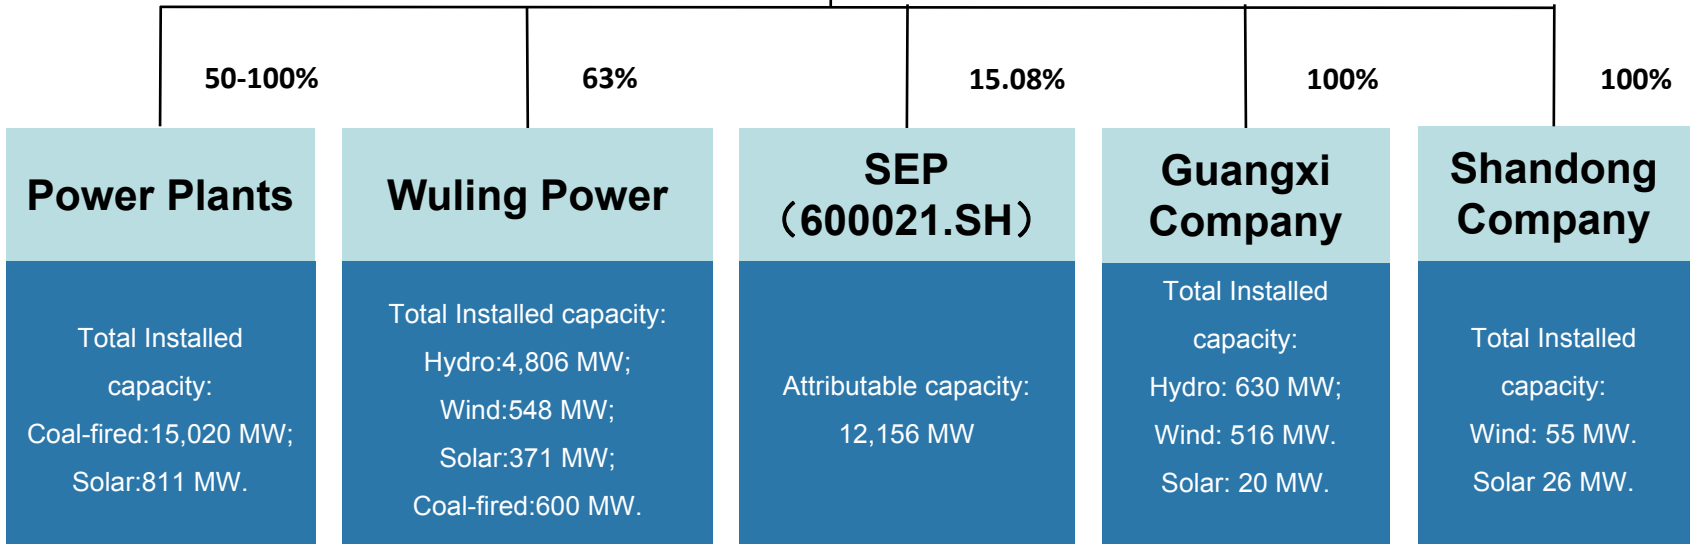 50-100%
63%
15.08%
100%
100%
Power Plants
Total Installed
capacity:
Coal-fired:15,020 MW;
Solar:811 MW.
Wuling Power
Total Installed capacity:
Hydro:4,806 MW;
Wind:548 MW;
Solar:371 MW;
Coal-fired:600 MW.
SEP
（600021.SH）
Attributable capacity:
12,156 MW
Guangxi
Company
Total Installed
capacity:
Hydro: 630 MW;
Wind: 516 MW.
Solar: 20 MW.
Shandong
Company
Total Installed
capacity:
Wind: 55 MW.
Solar 26 MW.